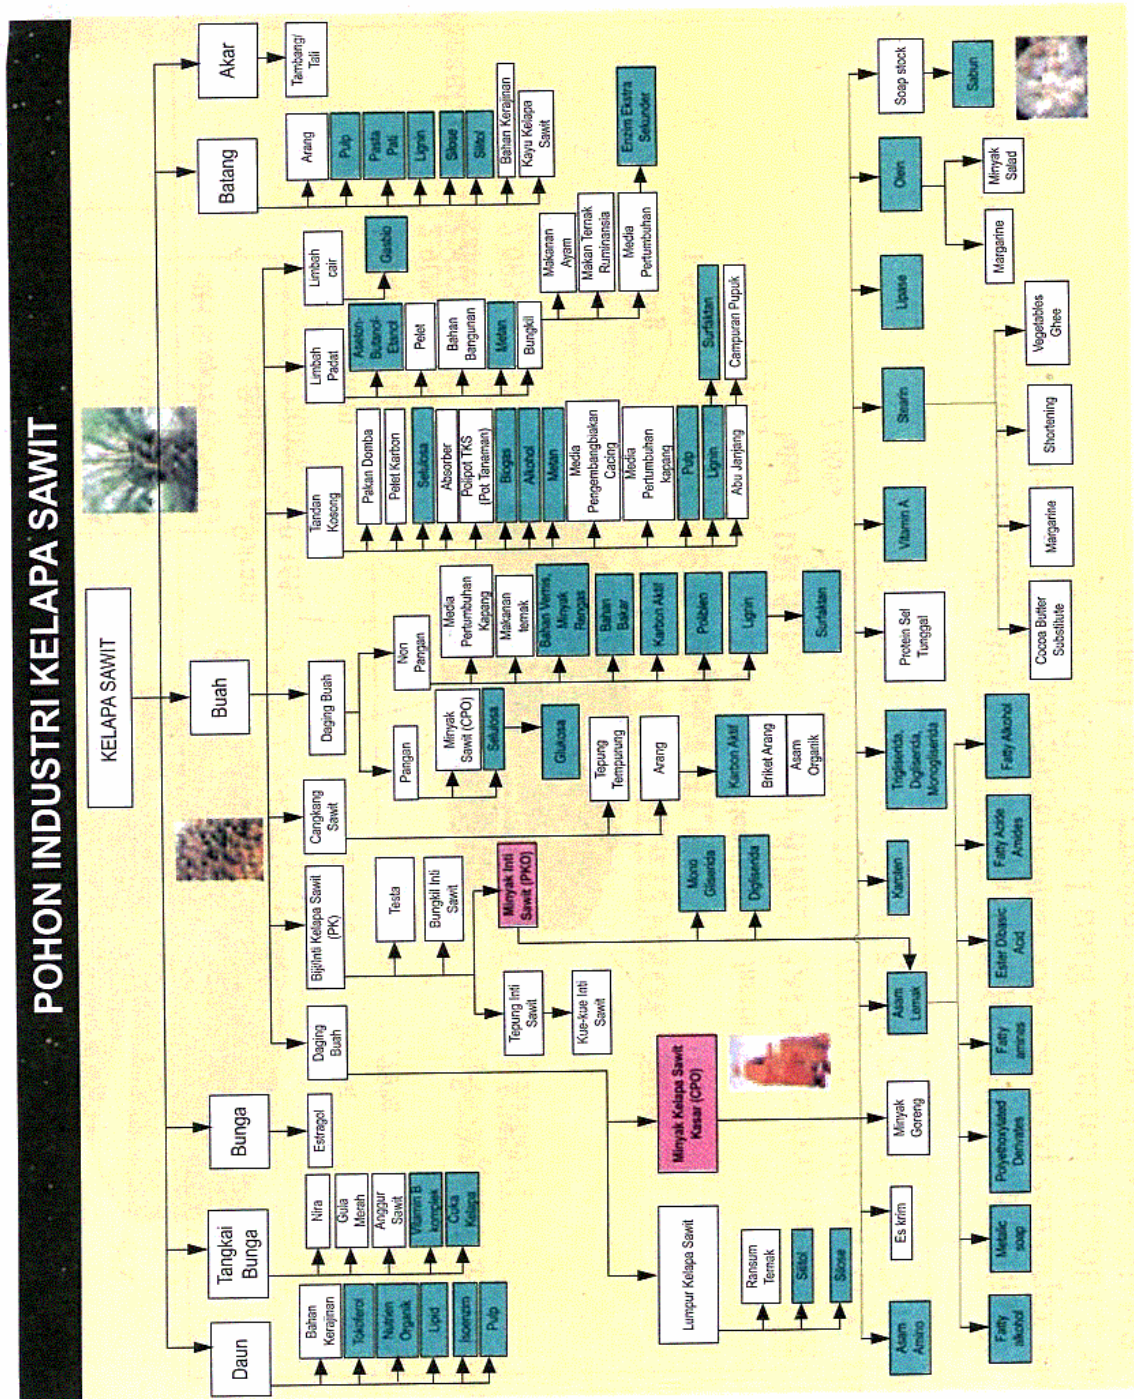 POHON INDUSTRI KELAPA SAWIT
KELAPA SAWIT
Daun
Tangkai
Bunga
Bunga
Buah
Batang
Akar
Bahan
Kerajinan
Tokoferol
Nutrien
Organik
Lipid
Isoenzim
Pulp
Nira
Gula
Merah
Anggur
Sawit
Vitamin B
komplek
Cuka
Kelapa
Estragol
Daging
Buah
Biji/Inti Kelapa Sawit
(PK)
Cangkang
Sawit
Daging Buah
Tandan
Kosong
Limbah
Padat
Limbah
cair
Arang
Pulp
Pasta
Pati
Lignin
Silose
Silitol
Bahan Kerajinan
Kayu Kelapa
Sawit
Tambang/
Tali
Testa
Bungkil Inti
Sawit
Tepung Inti
Sawit
Kue-kue Inti
Sawit
Minyak Inti
Sawit (PKO)
Pangan
Minyak
Sawit (CPO)
Selulosa
Glukosa
Non
Pangan
Media
Pertumbuhan
Kapang
Makanan
ternak
Bahan Vernis,
Minyak
Rengas
Bahan
Bakar
Karbon Aktif
Poliblen
Lignin
Surfaktan
Tepung
Tempurung
Arang
Karbon Aktif
Briket Arang
Asam
Organik
Pakan Domba
Pelet Karbon
Selulosa
Absorber
Polipot TKS
(Pot Tanaman)
Biogas
Alkohol
Metan
Media
Pengembangbiakan
Cacing
Media
Pertumbuhan
kapang
Pulp
Lignin
Abu Janjang
Surfaktan
Campuran Pupuk
Aselon-
Butanol-
Etanol
Pelet
Bahan
Bangunan
Metan
Bungkil
Gasbio
Makanan
Ayam
Makan Ternak
Ruminansia
Media
Pertumbuhan
Enzim Ekstra
Sekunder
Mono
Gliserida
Digliserida
Lumpur Kelapa Sawit
Minyak Kelapa Sawit
Kasar (CPO)
Ransum
Ternak
Silitol
Silose
Asam
Amino
Es krim
Minyak
Goreng
Asam
Lemak
Karoten
Trigliserida,
Digliserida,
Monogliserida
Protein Sel
Tunggal
Vitamin A
Stearin
Lipase
Olein
Soap stock
Sabun
Fatty
alkohol
Metalic
soap
Polyethoxylated
Derivates
Fatty
amines
Ester Dibasic
Acid
Fatty Acide
Amides
Fatty Alkohol
Cocoa Butter
Substitute
Margarine
Shortening
Vegetables
Ghee
Margarine
Minyak
Salad